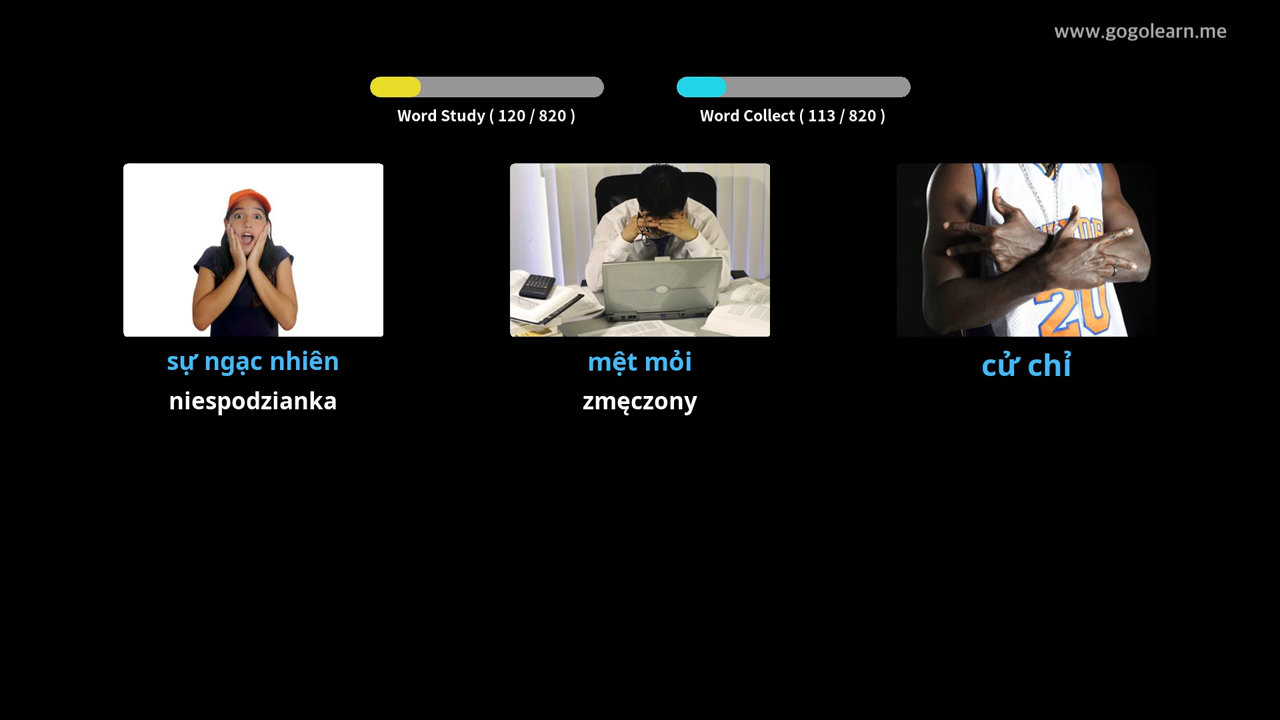 www.gogolearn.me
Word Study ( 120 / 820 )
Word Collect ( 113 / 820 )
20
sự ngạc nhiên
mệt mỏi
cử chỉ
niespodzianka
zmęczony